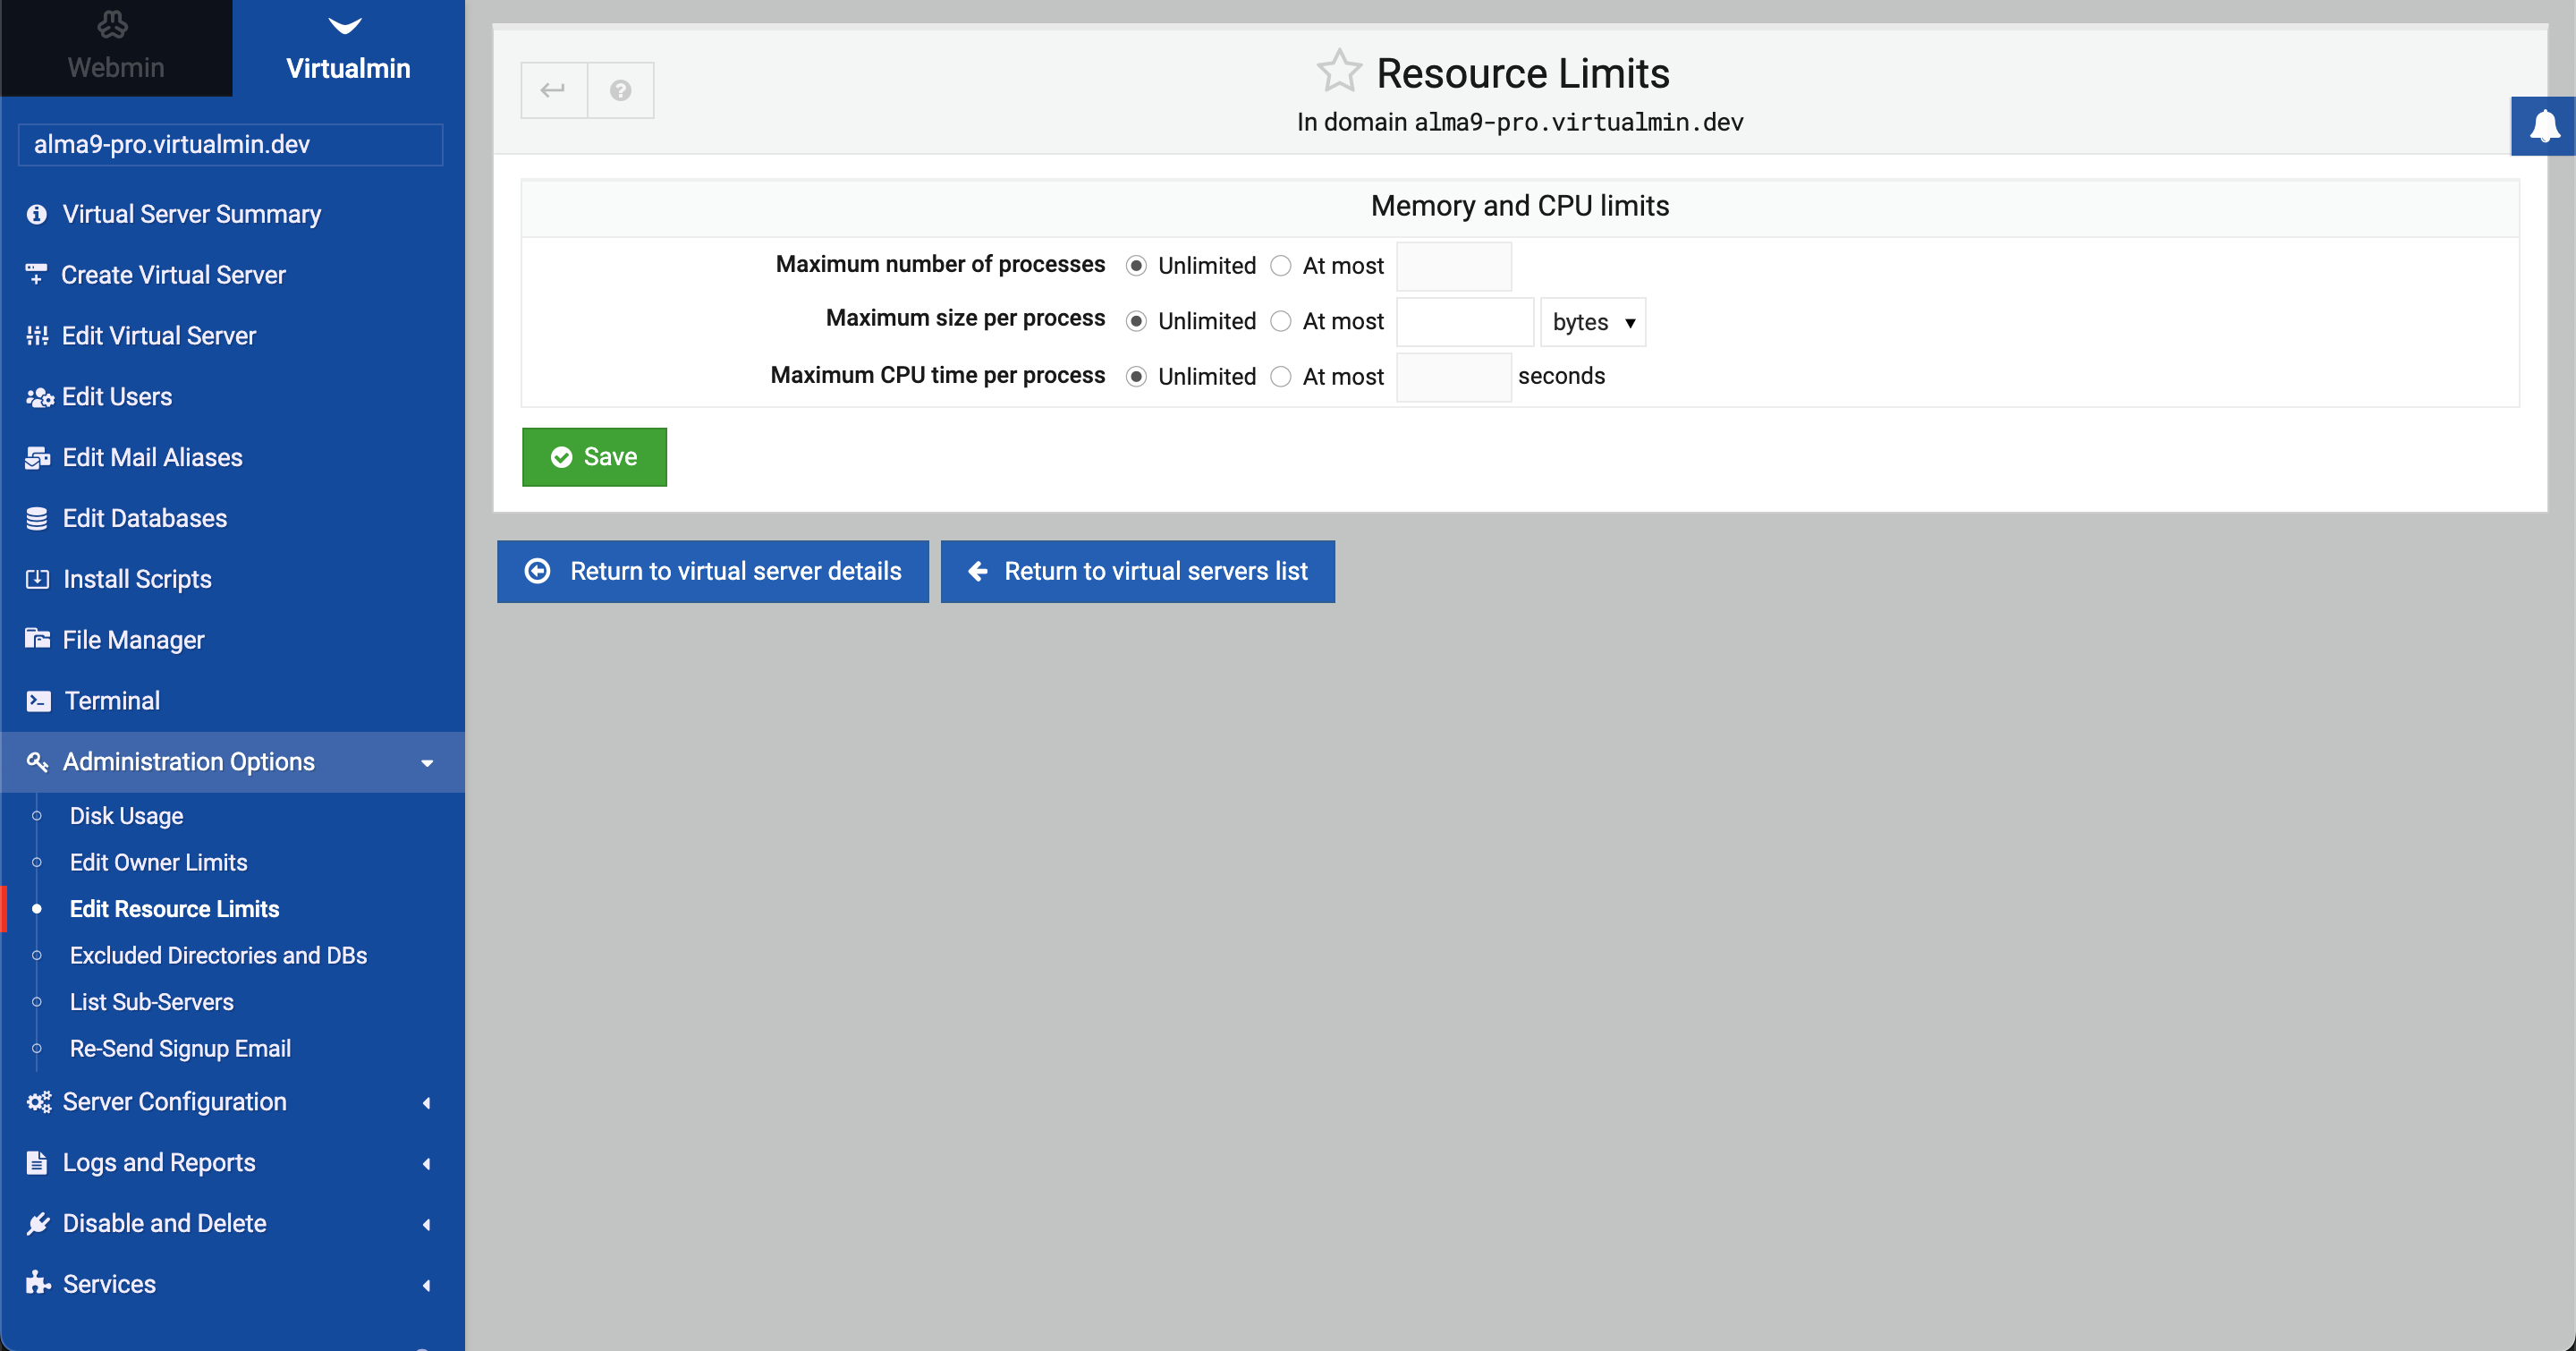 Webmin
Virtualmin
alma9-pro.virtualmin.dev
Virtual Server Summary
Create Virtual Server
Edit Virtual Server
Edit Users
Edit Mail Aliases
Edit Databases
Install Scripts
File Manager
Terminal
Administration Options
Disk Usage
Edit Owner Limits
Edit Resource Limits
Excluded Directories and DBs
List Sub-Servers
Re-Send Signup Email
Server Configuration
Logs and Reports
Disable and Delete
Services
Resource Limits
In domain alma9-pro.virtualmin.dev
Memory and CPU limits
Maximum number of processes Unlimited At most
Maximum size per process Unlimited At most bytes
Maximum CPU time per process Unlimited At most seconds
Save
Return to virtual server details Return to virtual servers list